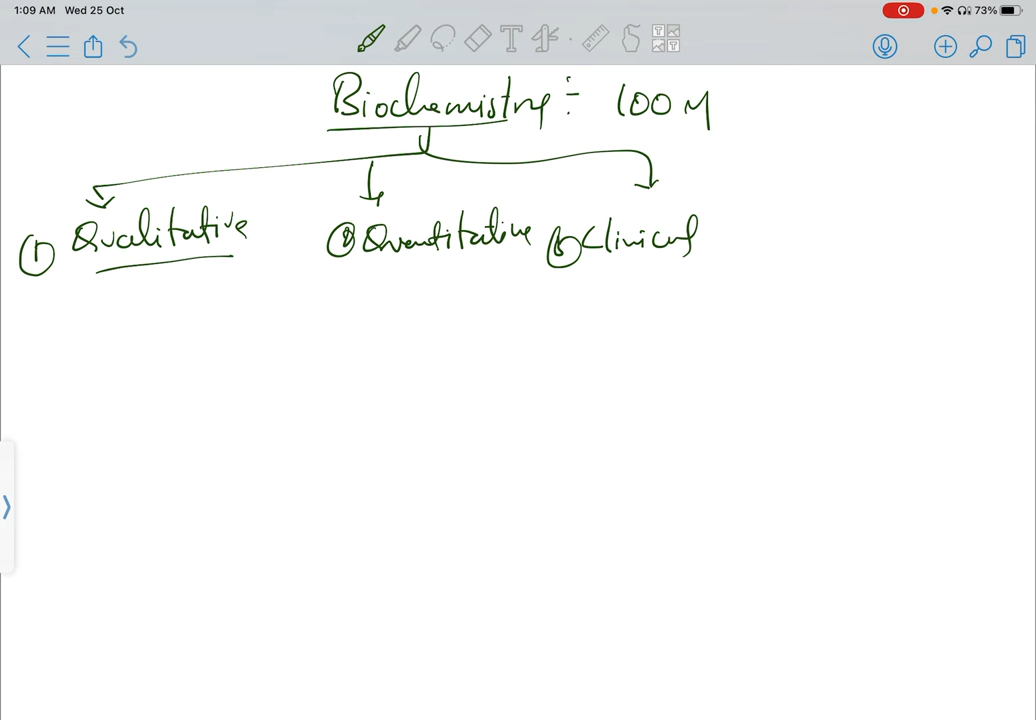 1:09 AM Wed 25 Oct 73%
Biochemistry ÷ 100 M
① Qualitative ② Quantitative ③ Clinical